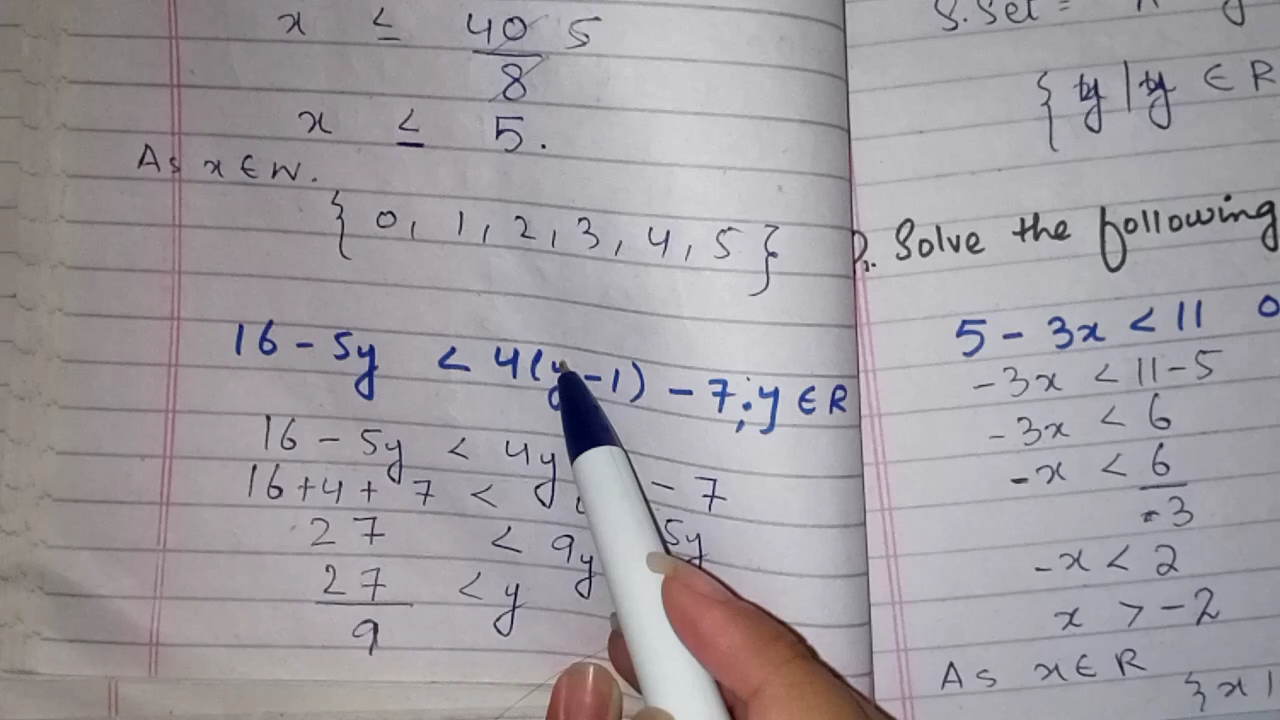 x ≤ 40/8 5
x ≤ 5.
As x ∈ W.
{ 0, 1, 2, 3, 4, 5 }
16 - 5y < 4(y-1) - 7; y ∈ R
16 - 5y < 4y - 7
16 + 4 + 7 < 5y
27 < 9y
27/9 < y
S.Set =
{ y | y ∈ R
Solve the following
5 - 3x < 11
-3x < 11-5
-3x < 6
-x < 6/-3
-x < 2
x > -2
As x ∈ R
{x |